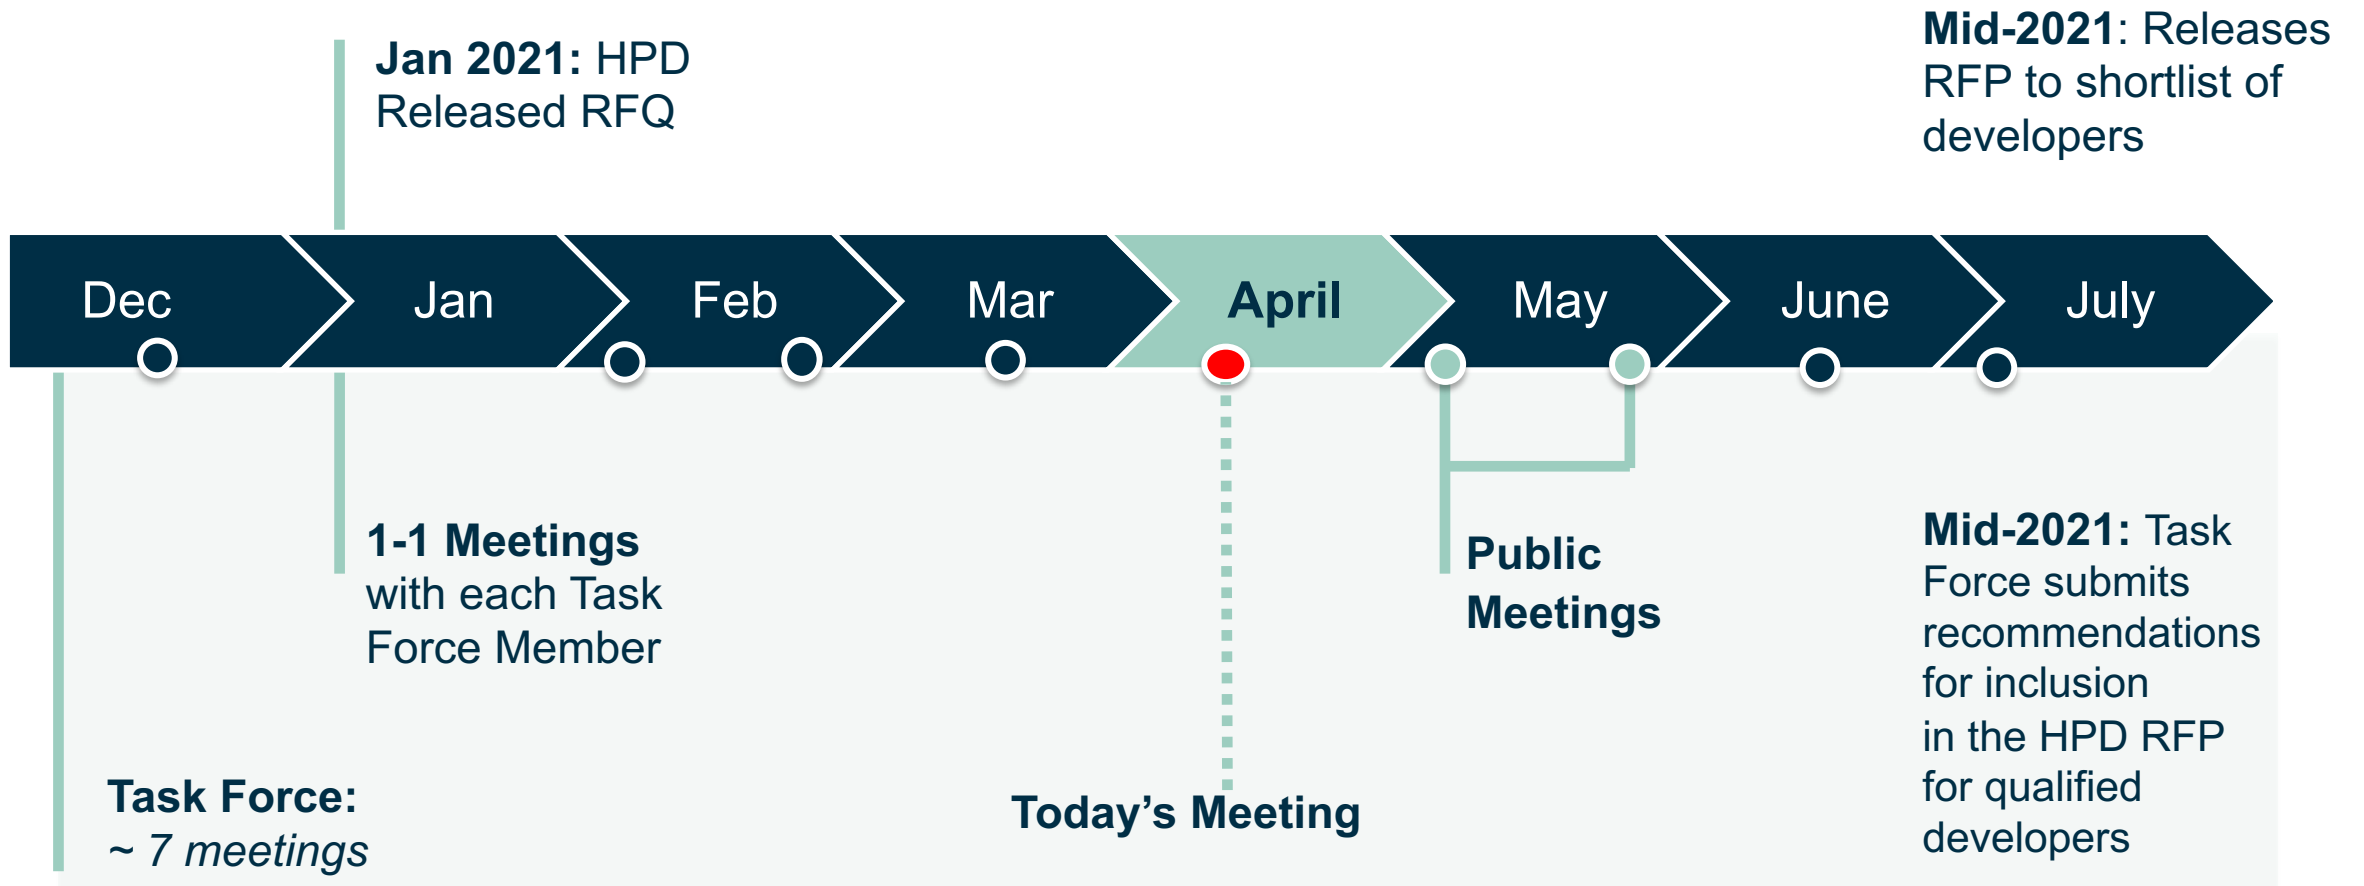 Jan 2021: HPD
Released RFQ
Mid-2021: Releases
RFP to shortlist of
developers
Dec
Jan
Feb
Mar
April
May
June
July
1-1 Meetings
with each Task
Force Member
Public
Meetings
Mid-2021: Task
Force submits
recommendations
for inclusion
in the HPD RFP
for qualified
developers
Task Force:
~ 7 meetings
Today’s Meeting